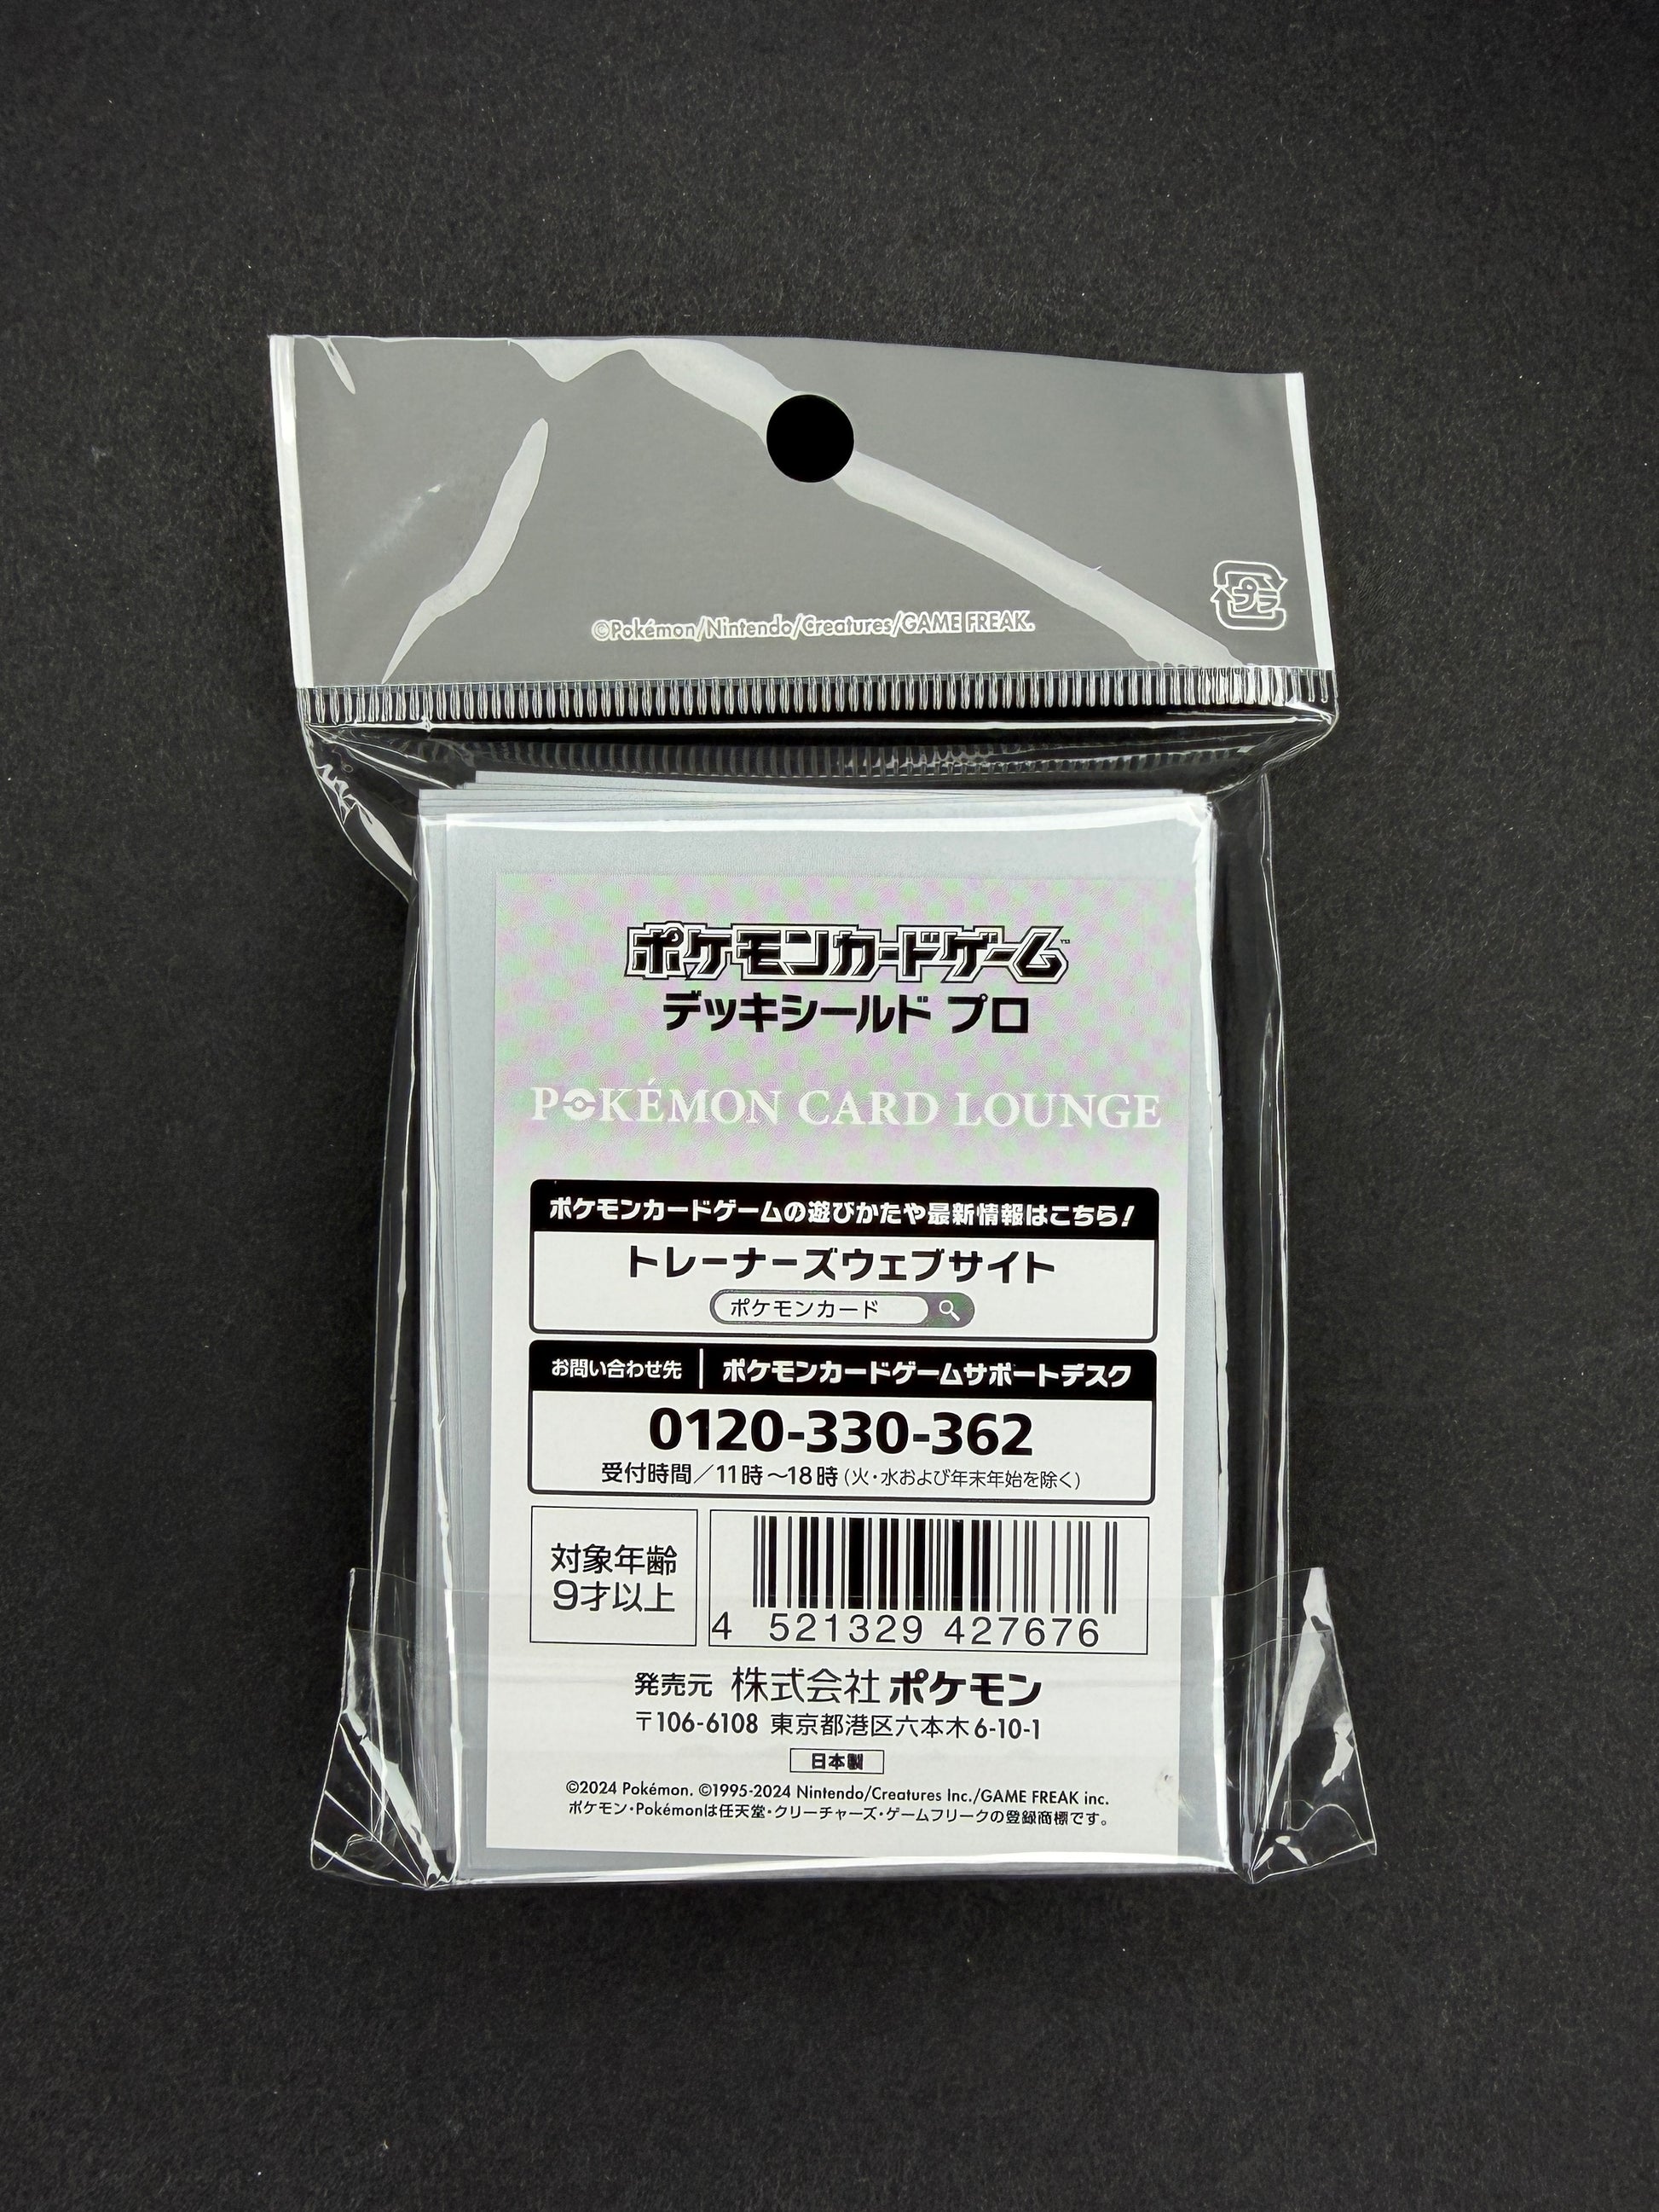 ©Pokémon/Nintendo/Creatures/GAME FREAK.
プラ
ポケモンカードゲーム
デッキシールド プロ
POKÉMON CARD LOUNGE
ポケモンカードゲームの遊びかたや最新情報はこちら！
トレーナーズウェブサイト
ポケモンカード
お問い合わせ先 ポケモンカードゲームサポートデスク
0120-330-362
受付時間／11時～18時（火・水および年末年始を除く）
対象年齢
9才以上
4 521329 427676
発売元 株式会社ポケモン
〒106-6108 東京都港区六本木6-10-1
日本製
©2024 Pokémon. ©1995-2024 Nintendo/Creatures Inc./GAME FREAK inc.
ポケモン・Pokémonは任天堂・クリーチャーズ・ゲームフリークの登録商標です。